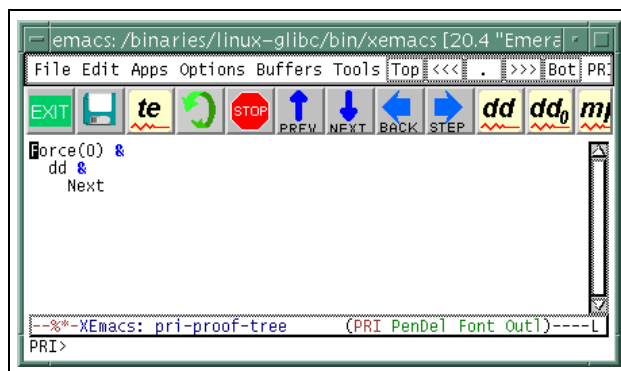 emacs: /binaries/linux-glibc/bin/xemacs [20.4 "Emera
File Edit Apps Options Buffers Tools Top <<< . >>> Bot PRI
EXIT te STOP PREV NEXT BACK STEP dd dd0
Force(0) &
dd &
Next
--%*-XEmacs: pri-proof-tree (PRI PenDel Font Outl)----L
PRI>